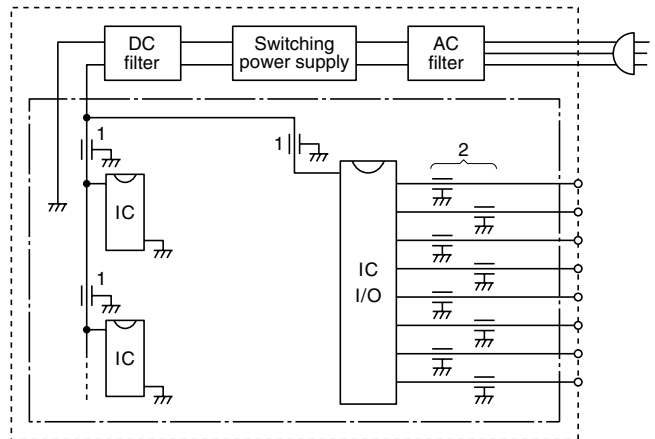 DC
filter
Switching
power supply
AC
filter
1
1
2
IC
1
IC
I/O
IC